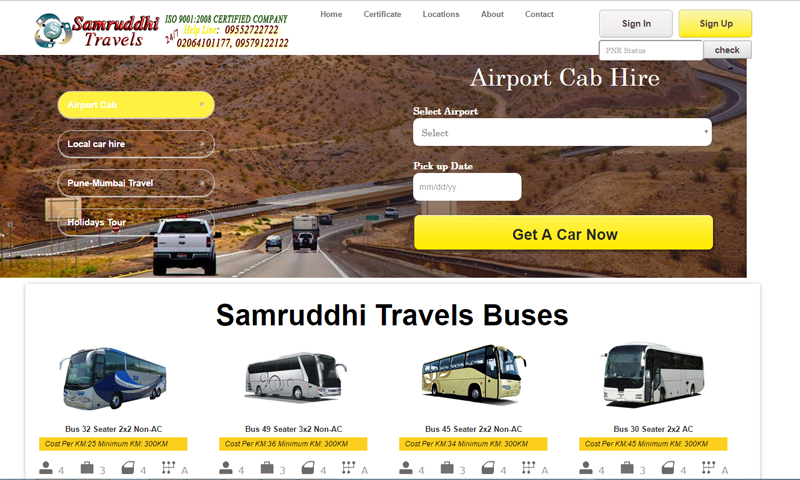 Home Certificate Locations About Contact
Samruddhi
Travels
ISO 9001:2008 CERTIFIED COMPANY
24/7 Help Line: 09552722722
02064101177, 09579122122
Sign In Sign Up
PNR Status check
Airport Cab »
Local car hire »
Pune-Mumbai Travel »
Holidays Tour »
Airport Cab Hire
Select Airport
Select
Pick up Date
mm/dd/yy
Get A Car Now
Samruddhi Travels Buses
Bus 32 Seater 2x2 Non-AC
Cost Per KM:25 Minimum KM: 300KM
4 3 4 A
Bus 49 Seater 3x2 Non-AC
Cost Per KM:36 Minimum KM: 300KM
4 3 4 A
Bus 45 Seater 2x2 Non-AC
Cost Per KM:34 Minimum KM: 300KM
4 3 4 A
Bus 30 Seater 2x2 AC
Cost Per KM:45 Minimum KM: 300KM
4 3 4 A